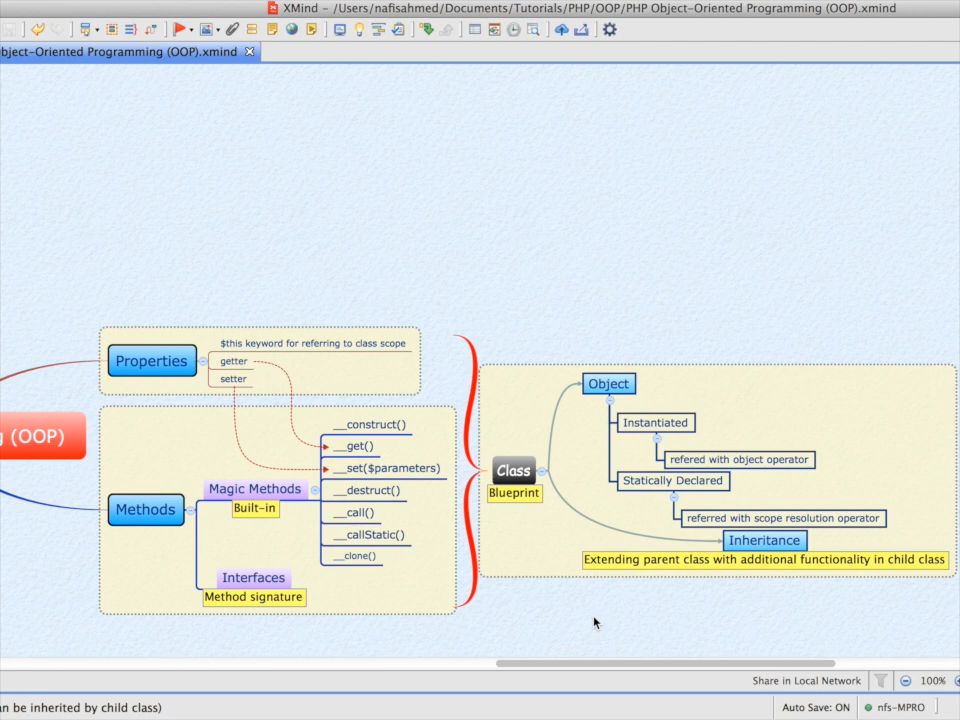 XMind - /Users/nafisahmed/Documents/Tutorials/PHP/OOP/PHP Object-Oriented Programming (OOP).xmind
bject-Oriented Programming (OOP).xmind
Properties
$this keyword for referring to class scope
getter
setter
g (OOP)
Methods
Magic Methods
Built-in
__construct()
__get()
__set($parameters)
__destruct()
__call()
__callStatic()
__clone()
Interfaces
Method signature
Class
Blueprint
Object
Instantiated
refered with object operator
Statically Declared
referred with scope resolution operator
Inheritance
Extending parent class with additional functionality in child class
Share in Local Network
100%
an be inherited by child class)
Auto Save: ON
nfs-MPRO